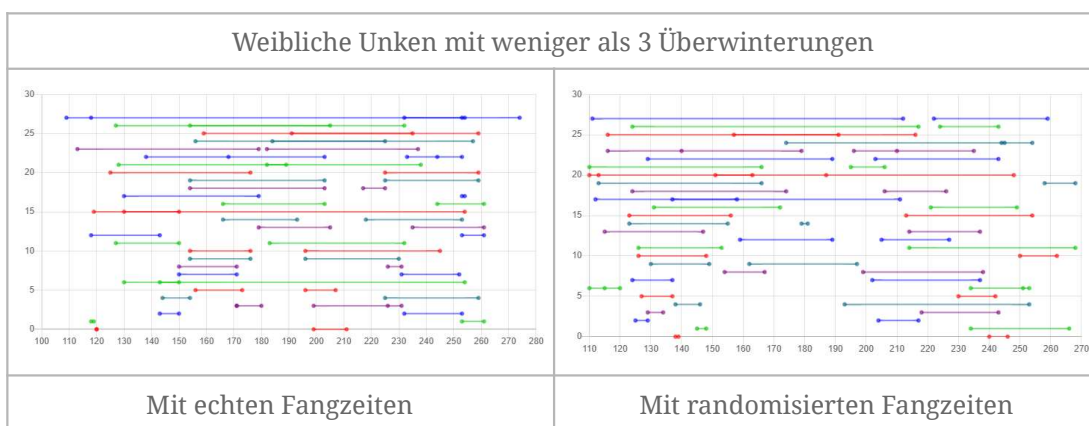 Weibliche Unken mit weniger als 3 Überwinterungen
30
25
20
15
10
5
0
100 110 120 130 140 150 160 170 180 190 200 210 220 230 240 250 260 270 280
30
25
20
15
10
5
0
110 120 130 140 150 160 170 180 190 200 210 220 230 240 250 260 270
Mit echten Fangzeiten
Mit randomisierten Fangzeiten